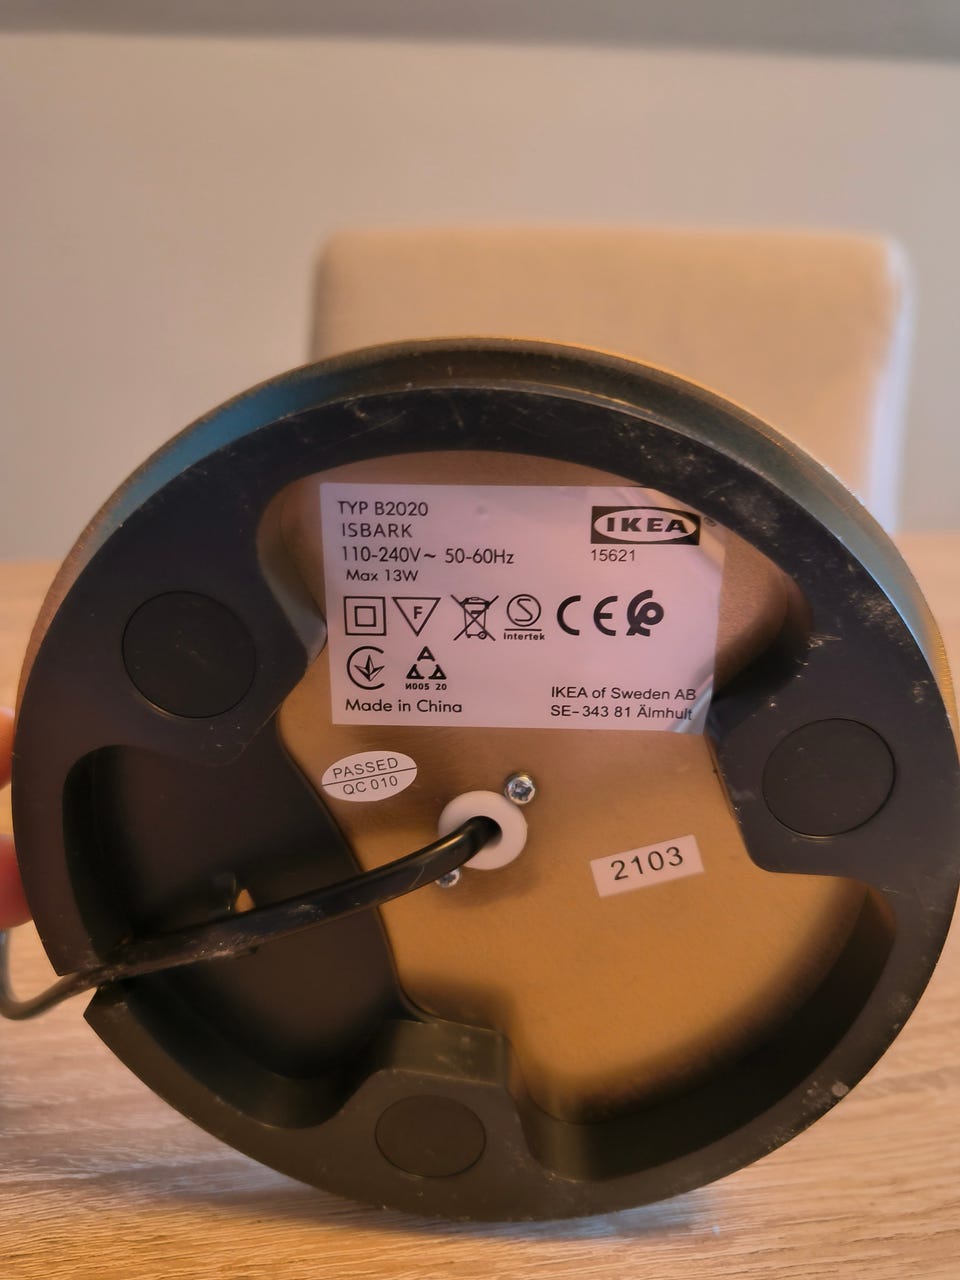 TYP B2020
ISBARK
110-240V~ 50-60Hz
Max 13W
IKEA®
15621
F
S
Intertek
CE
И005 20
Made in China
IKEA of Sweden AB
SE-343 81 Älmhult
PASSED
QC 010
2103